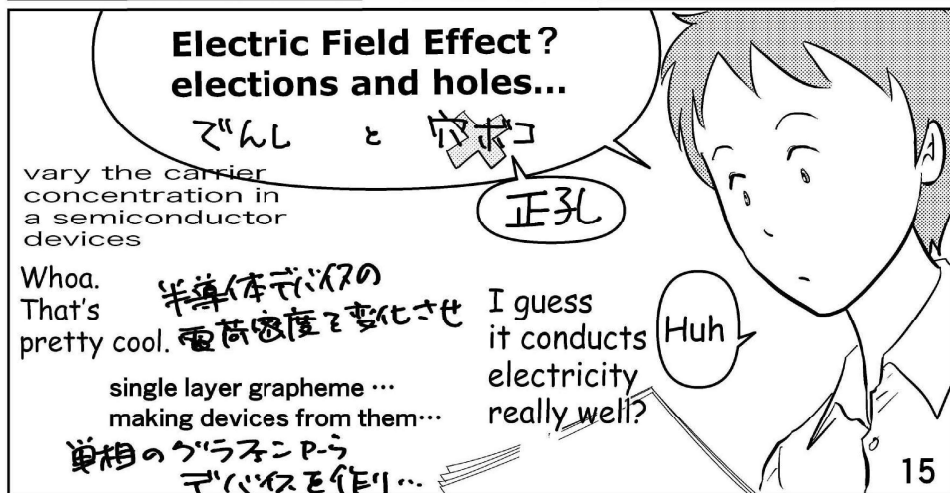 Electric Field Effect?
elections and holes...
でんし と 穴ボコ
正孔
vary the carrier
concentration in
a semiconductor
devices
Whoa.
That's
pretty cool.
半導体デバイスの
電荷密度を変化させ
I guess
it conducts
electricity
really well?
Huh
single layer grapheme …
making devices from them…
単相のグラフェンから
デバイスを作り…
15